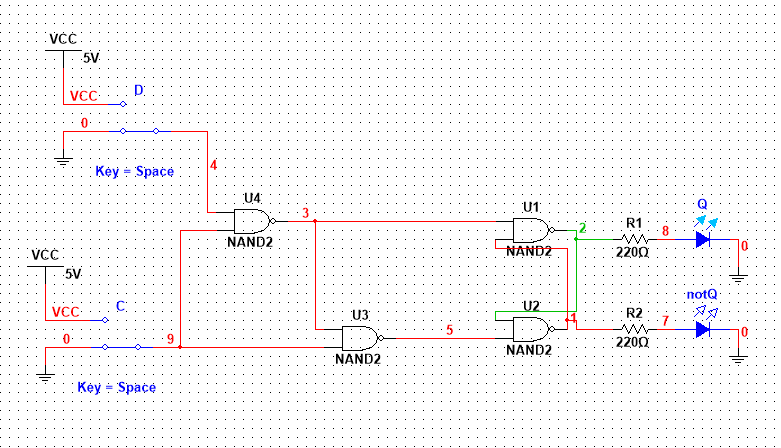 VCC
5V
VCC
D
0
Key = Space
4
U4
3
NAND2
U1
NAND2
2
R1
8
220Ω
Q
0
VCC
5V
VCC
C
0
9
Key = Space
U3
NAND2
5
U2
NAND2
1
R2
7
220Ω
notQ
0